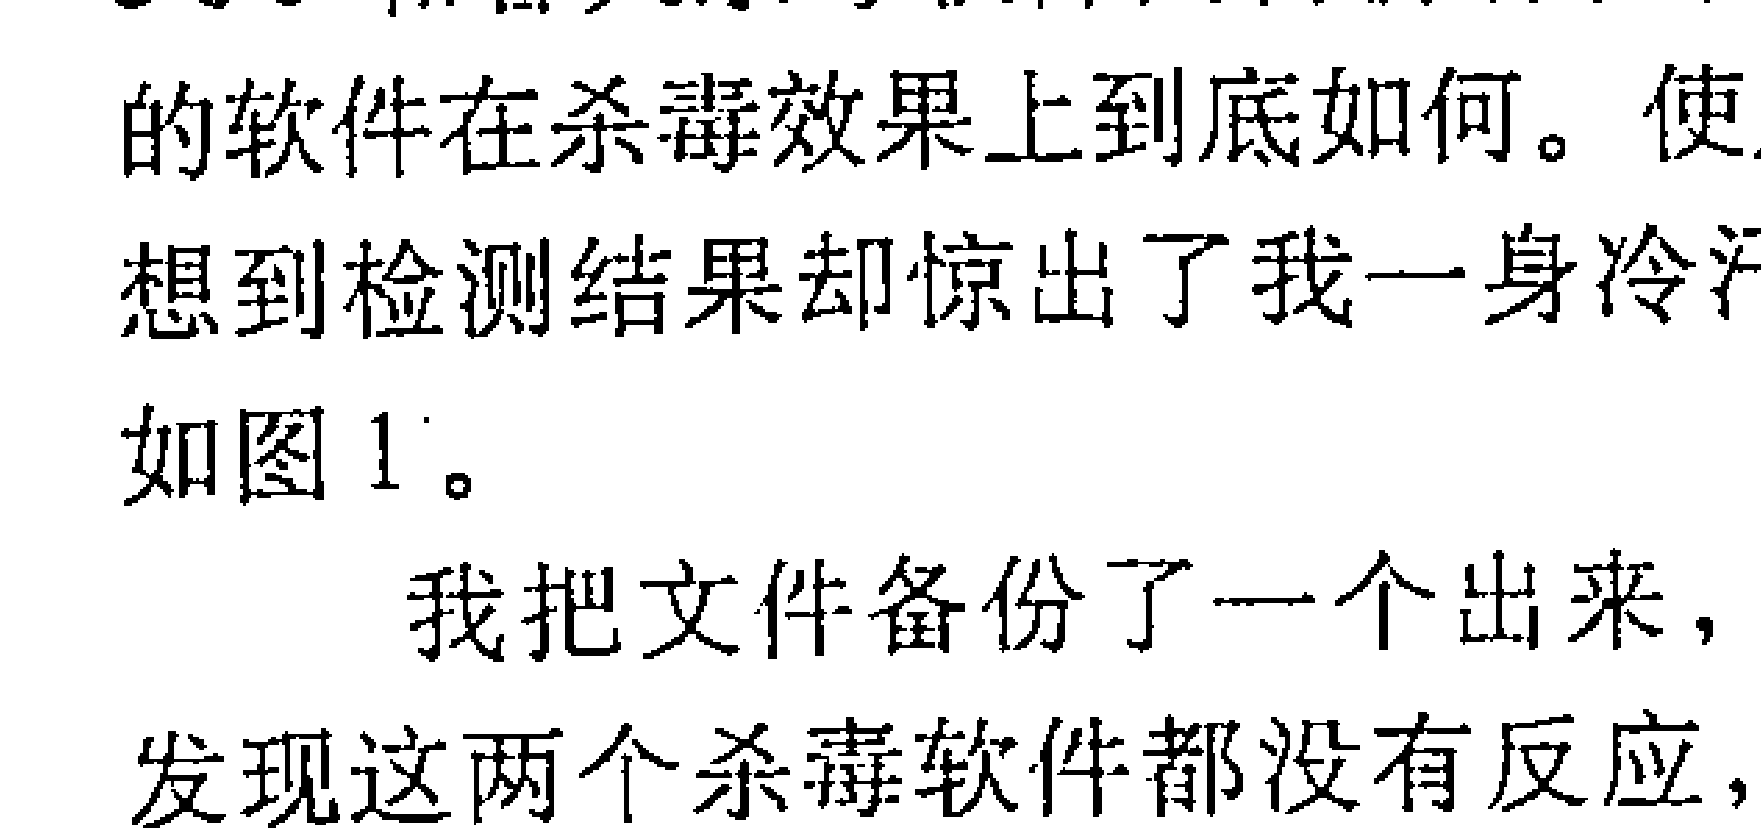 的软件在杀毒效果上到底如何。使
想到检测结果却惊出了我一身冷汗
如图 1 。
我把文件备份了一个出来，
发现这两个杀毒软件都没有反应，